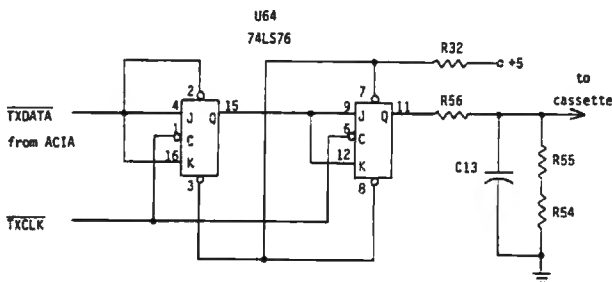 U64
74LS76
R32
+5
to
cassette
2
7
TXDATA
4
J
Q
15
9
J
Q
11
R56
from ACIA
1
C
6
C
16
K
12
K
C13
R55
3
8
R54
TXCLK